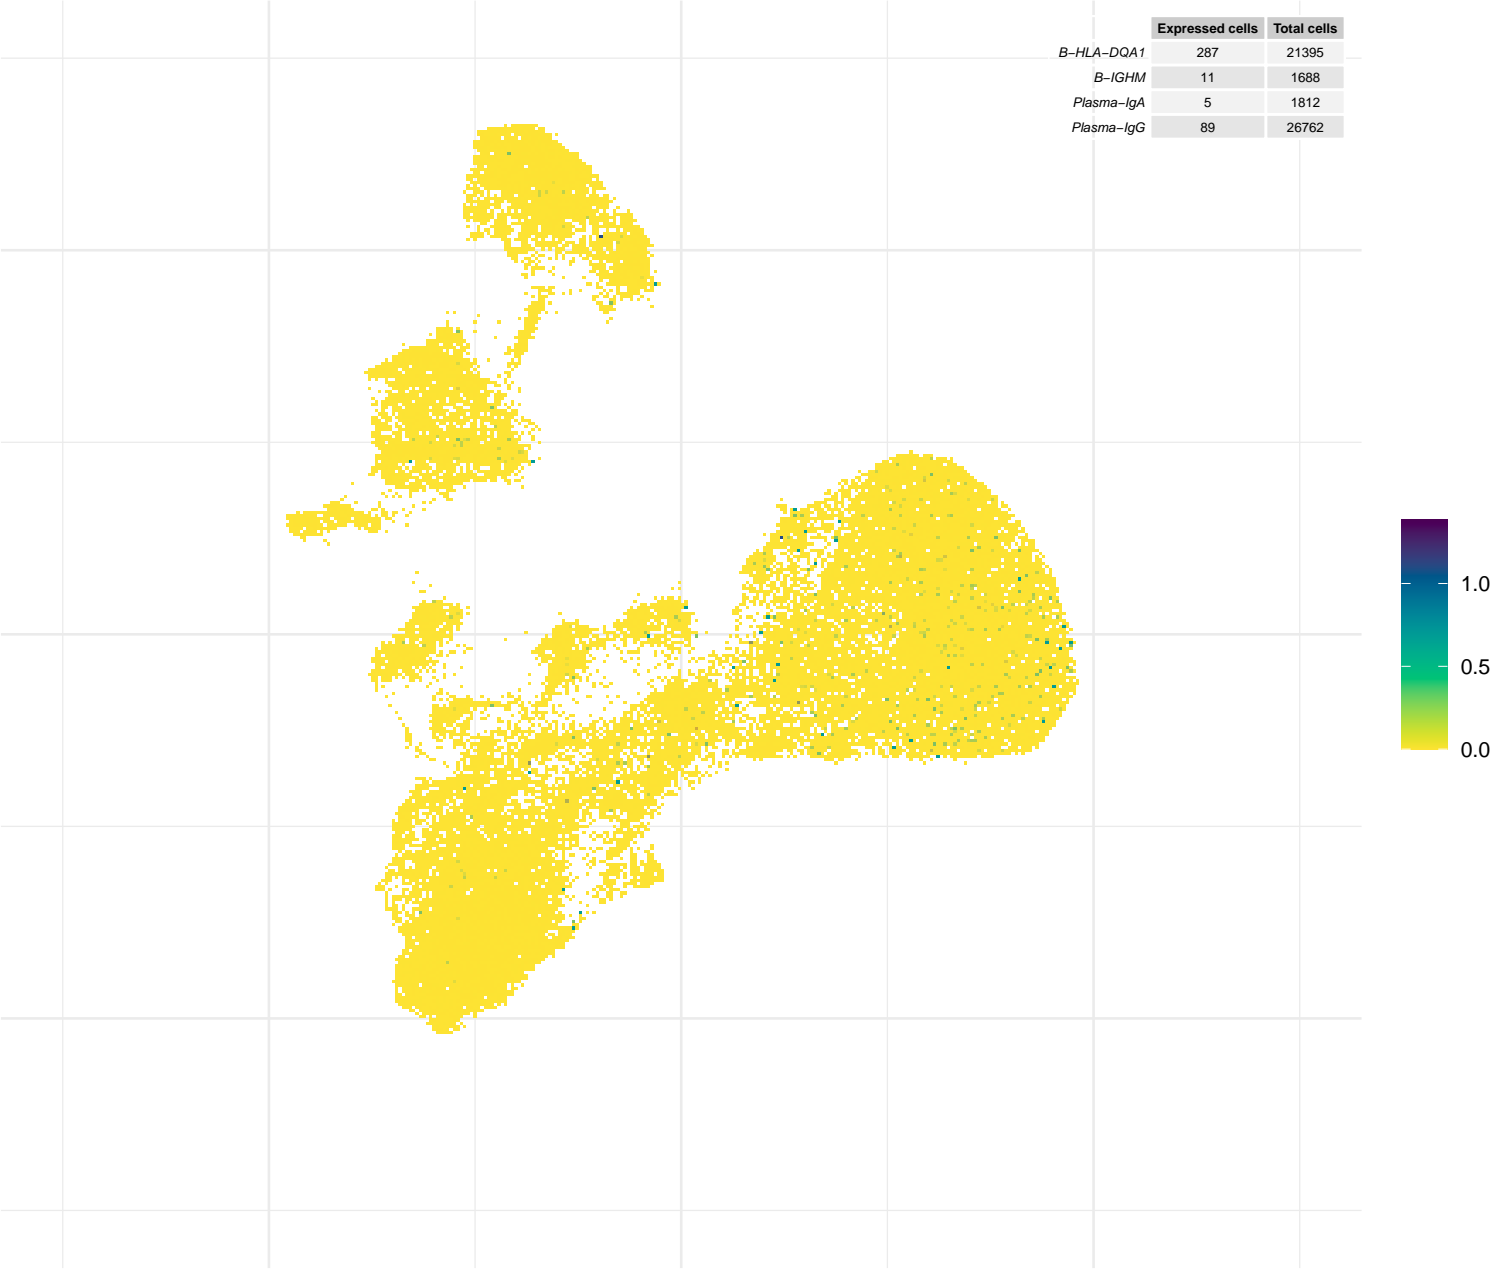 Expressed cells Total cells
B−HLA−DQA1 287 21395
B−IGHM 11 1688
Plasma−IgA 5 1812
Plasma−IgG 89 26762
1.0
0.5
0.0